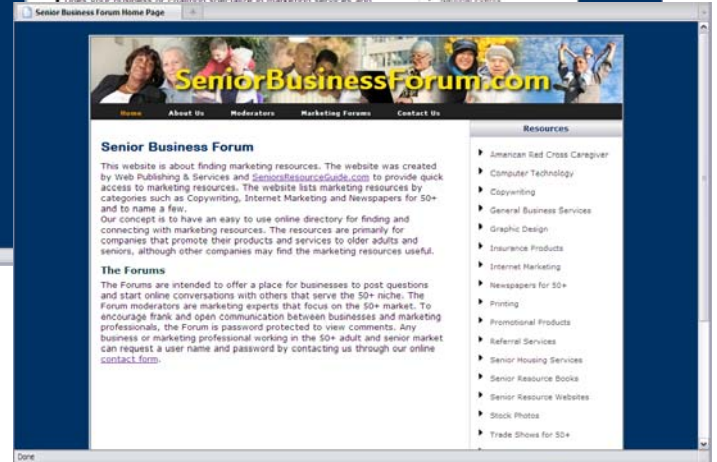 Senior Business Forum Home Page
SeniorBusinessForum.com
Home About Us Moderators Marketing Forums Contact Us
Senior Business Forum
This website is about finding marketing resources. The website was created
by Web Publishing & Services and SeniorsResourceGuide.com to provide quick
access to marketing resources. The website lists marketing resources by
categories such as Copywriting, Internet Marketing and Newspapers for 50+
and to name a few.
Our concept is to have an easy to use online directory for finding and
connecting with marketing resources. The resources are primarily for
companies that promote their products and services to older adults and
seniors, although other companies may find the marketing resources useful.
The Forums
The Forums are intended to offer a place for businesses to post questions
and start online conversations with others that serve the 50+ niche. The
Forum moderators are marketing experts that focus on the 50+ market. To
encourage frank and open communication between businesses and marketing
professionals, the Forum is password protected to view comments. Any
business or marketing professional working in the 50+ adult and senior market
can request a user name and password by contacting us through our online
contact form.
Resources
American Red Cross Caregiver
Computer Technology
Copywriting
General Business Services
Graphic Design
Insurance Products
Internet Marketing
Newspapers for 50+
Printing
Promotional Products
Referral Services
Senior Housing Services
Senior Resource Books
Senior Resource Websites
Stock Photos
Trade Shows for 50+
Done